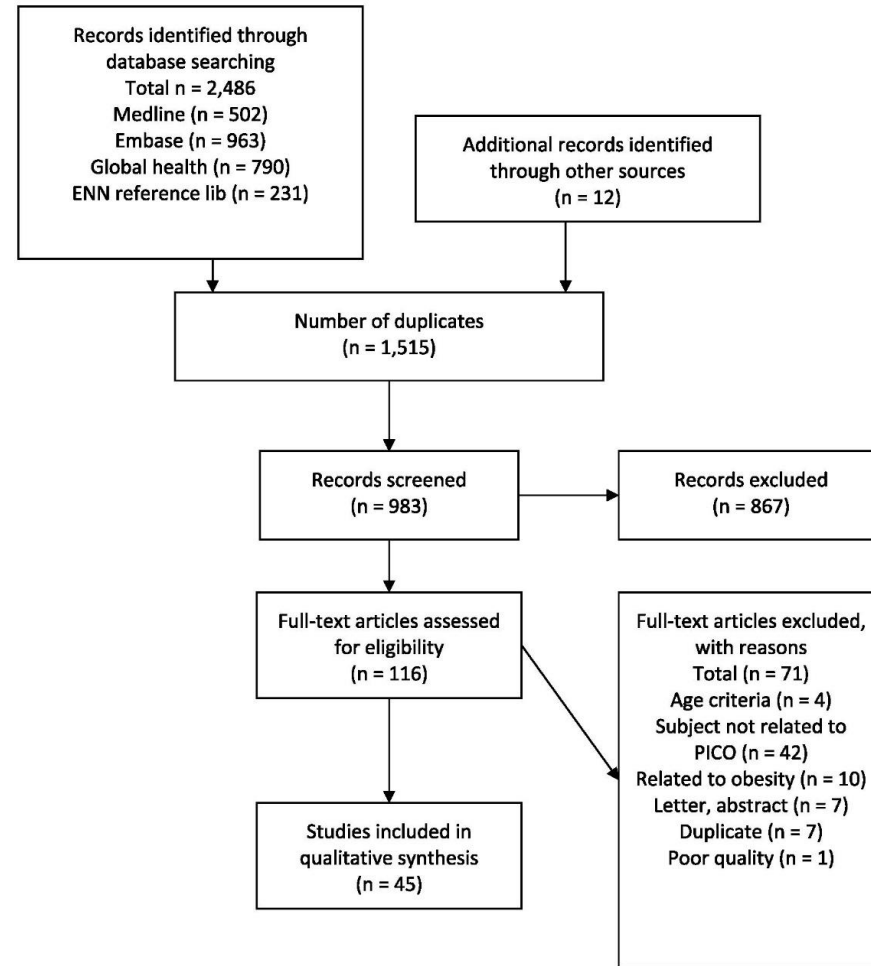 Records identified through
database searching
Total n = 2,486
Medline (n = 502)
Embase (n = 963)
Global health (n = 790)
ENN reference lib (n = 231)
Additional records identified
through other sources
(n = 12)
Number of duplicates
(n = 1,515)
Records screened
(n = 983)
Records excluded
(n = 867)
Full-text articles assessed
for eligibility
(n = 116)
Full-text articles excluded,
with reasons
Total (n = 71)
Age criteria (n = 4)
Subject not related to
PICO (n = 42)
Related to obesity (n = 10)
Letter, abstract (n = 7)
Duplicate (n = 7)
Poor quality (n = 1)
Studies included in
qualitative synthesis
(n = 45)